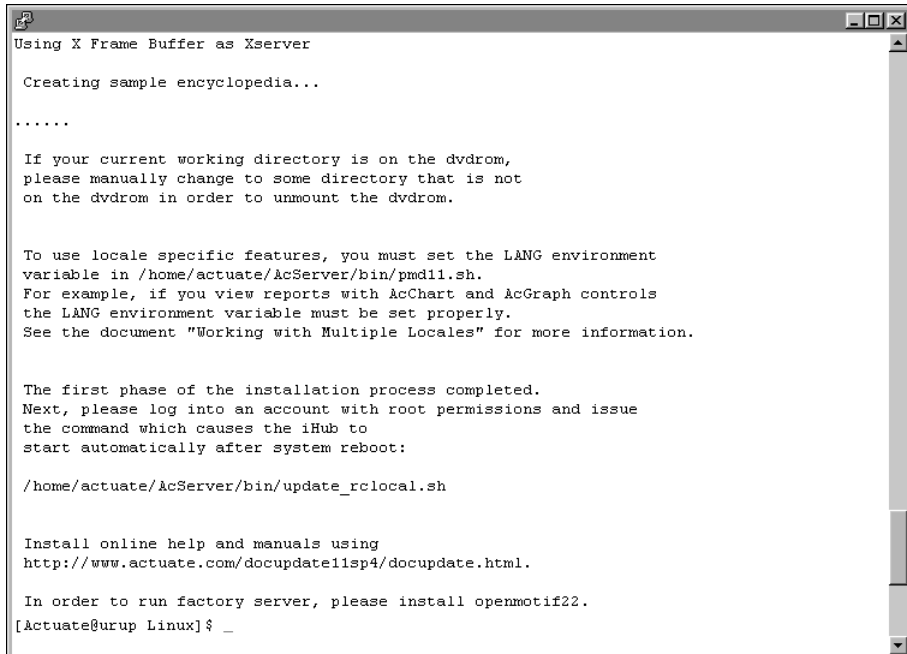 Using X Frame Buffer as Xserver
Creating sample encyclopedia...
......
If your current working directory is on the dvdrom,
please manually change to some directory that is not
on the dvdrom in order to unmount the dvdrom.
To use locale specific features, you must set the LANG environment
variable in /home/actuate/AcServer/bin/pmd11.sh.
For example, if you view reports with AcChart and AcGraph controls
the LANG environment variable must be set properly.
See the document "Working with Multiple Locales" for more information.
The first phase of the installation process completed.
Next, please log into an account with root permissions and issue
the command which causes the iHub to
start automatically after system reboot:
/home/actuate/AcServer/bin/update_rclocal.sh
Install online help and manuals using
http://www.actuate.com/docupdate11sp4/docupdate.html.
In order to run factory server, please install openmotif22.
[Actuate@urup Linux]$ _